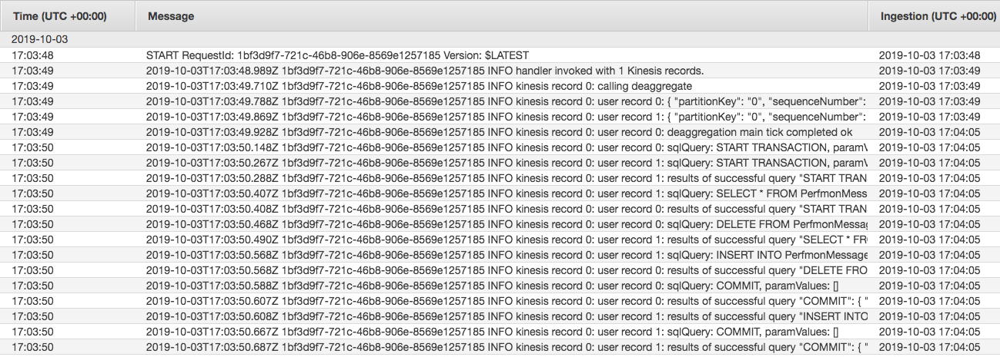 Time (UTC +00:00) Message Ingestion (UTC +00:00)
2019-10-03
17:03:48 START RequestId: 1bf3d9f7-721c-46b8-906e-8569e1257185 Version: $LATEST 2019-10-03 17:03:48
17:03:49 2019-10-03T17:03:48.989Z 1bf3d9f7-721c-46b8-906e-8569e1257185 INFO handler invoked with 1 Kinesis records. 2019-10-03 17:03:49
17:03:49 2019-10-03T17:03:49.710Z 1bf3d9f7-721c-46b8-906e-8569e1257185 INFO kinesis record 0: calling deaggregate 2019-10-03 17:03:49
17:03:49 2019-10-03T17:03:49.788Z 1bf3d9f7-721c-46b8-906e-8569e1257185 INFO kinesis record 0: user record 0: { "partitionKey": "0", "sequenceNumber": 2019-10-03 17:03:49
17:03:49 2019-10-03T17:03:49.869Z 1bf3d9f7-721c-46b8-906e-8569e1257185 INFO kinesis record 0: user record 1: { "partitionKey": "0", "sequenceNumber": 2019-10-03 17:03:49
17:03:49 2019-10-03T17:03:49.928Z 1bf3d9f7-721c-46b8-906e-8569e1257185 INFO kinesis record 0: deaggregation main tick completed ok 2019-10-03 17:04:05
17:03:50 2019-10-03T17:03:50.148Z 1bf3d9f7-721c-46b8-906e-8569e1257185 INFO kinesis record 0: user record 0: sqlQuery: START TRANSACTION, paramV 2019-10-03 17:04:05
17:03:50 2019-10-03T17:03:50.267Z 1bf3d9f7-721c-46b8-906e-8569e1257185 INFO kinesis record 0: user record 1: sqlQuery: START TRANSACTION, paramV 2019-10-03 17:04:05
17:03:50 2019-10-03T17:03:50.288Z 1bf3d9f7-721c-46b8-906e-8569e1257185 INFO kinesis record 0: user record 1: results of successful query "START TRAN 2019-10-03 17:04:05
17:03:50 2019-10-03T17:03:50.407Z 1bf3d9f7-721c-46b8-906e-8569e1257185 INFO kinesis record 0: user record 1: sqlQuery: SELECT * FROM PerfmonMess 2019-10-03 17:04:05
17:03:50 2019-10-03T17:03:50.408Z 1bf3d9f7-721c-46b8-906e-8569e1257185 INFO kinesis record 0: user record 0: results of successful query "START TRAN 2019-10-03 17:04:05
17:03:50 2019-10-03T17:03:50.468Z 1bf3d9f7-721c-46b8-906e-8569e1257185 INFO kinesis record 0: user record 0: sqlQuery: DELETE FROM PerfmonMessag 2019-10-03 17:04:05
17:03:50 2019-10-03T17:03:50.490Z 1bf3d9f7-721c-46b8-906e-8569e1257185 INFO kinesis record 0: user record 1: results of successful query "SELECT * FRO 2019-10-03 17:04:05
17:03:50 2019-10-03T17:03:50.568Z 1bf3d9f7-721c-46b8-906e-8569e1257185 INFO kinesis record 0: user record 1: sqlQuery: INSERT INTO PerfmonMessage 2019-10-03 17:04:05
17:03:50 2019-10-03T17:03:50.568Z 1bf3d9f7-721c-46b8-906e-8569e1257185 INFO kinesis record 0: user record 0: results of successful query "DELETE FRO 2019-10-03 17:04:05
17:03:50 2019-10-03T17:03:50.588Z 1bf3d9f7-721c-46b8-906e-8569e1257185 INFO kinesis record 0: user record 0: sqlQuery: COMMIT, paramValues: [] 2019-10-03 17:04:05
17:03:50 2019-10-03T17:03:50.607Z 1bf3d9f7-721c-46b8-906e-8569e1257185 INFO kinesis record 0: user record 0: results of successful query "COMMIT": { " 2019-10-03 17:04:05
17:03:50 2019-10-03T17:03:50.608Z 1bf3d9f7-721c-46b8-906e-8569e1257185 INFO kinesis record 0: user record 1: results of successful query "INSERT INTO 2019-10-03 17:04:05
17:03:50 2019-10-03T17:03:50.667Z 1bf3d9f7-721c-46b8-906e-8569e1257185 INFO kinesis record 0: user record 1: sqlQuery: COMMIT, paramValues: [] 2019-10-03 17:04:05
17:03:50 2019-10-03T17:03:50.687Z 1bf3d9f7-721c-46b8-906e-8569e1257185 INFO kinesis record 0: user record 1: results of successful query "COMMIT": { " 2019-10-03 17:04:05